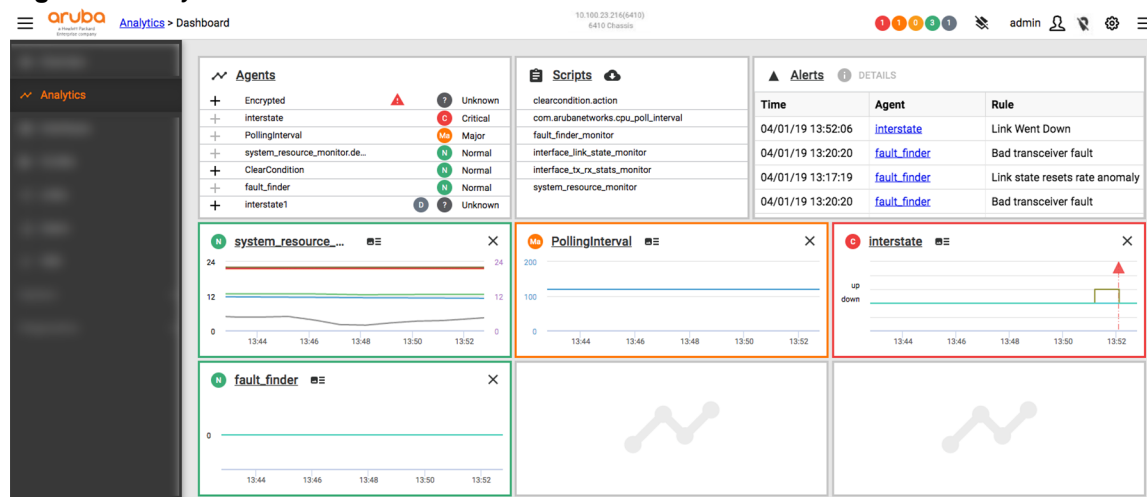 aruba
a Hewlett Packard
Enterprise company
Analytics > Dashboard
10.100.23.216(6410)
6410 Chassis
1 1 0 3 1
admin
Analytics
Agents
Encrypted ? Unknown
interstate C Critical
PollingInterval Ma Major
system_resource_monitor.de... N Normal
ClearCondition N Normal
fault_finder N Normal
interstate1 D ? Unknown
Scripts
clearcondition.action
com.arubanetworks.cpu_poll_interval
fault_finder_monitor
interface_link_state_monitor
interface_tx_rx_stats_monitor
system_resource_monitor
Alerts i DETAILS
Time Agent Rule
04/01/19 13:52:06 interstate Link Went Down
04/01/19 13:20:20 fault_finder Bad transceiver fault
04/01/19 13:17:19 fault_finder Link state resets rate anomaly
04/01/19 13:20:20 fault_finder Bad transceiver fault
N system_resource_...
24 24
12 12
0 0
13:44 13:46 13:48 13:50 13:52
Ma PollingInterval
200
100
0
13:44 13:46 13:48 13:50 13:52
C interstate
up
down
13:44 13:46 13:48 13:50 13:52
N fault_finder
0
13:44 13:46 13:48 13:50 13:52